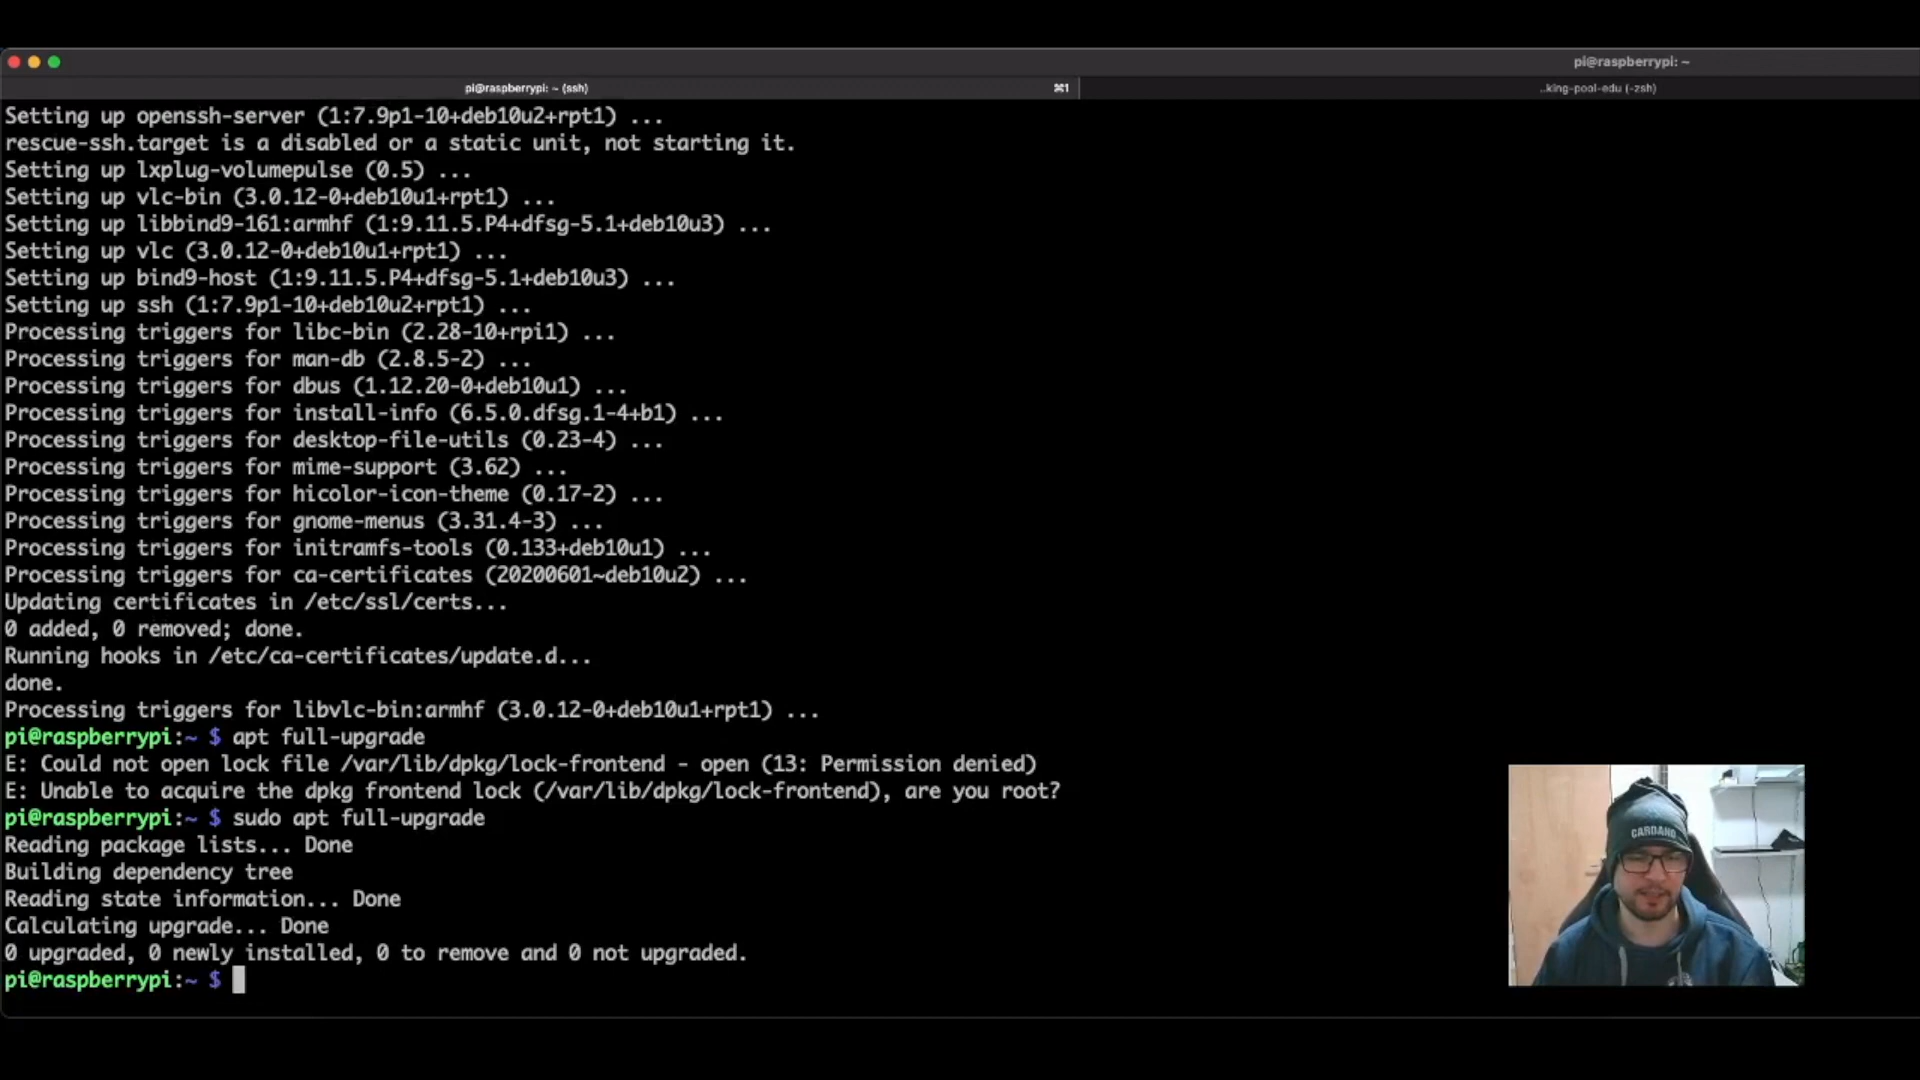 pi@raspberrypi: ~
pi@raspberrypi: ~ (ssh)
⌘1
..king-pool-edu (-zsh)
Setting up openssh-server (1:7.9p1-10+deb10u2+rpt1) ...
rescue-ssh.target is a disabled or a static unit, not starting it.
Setting up lxplug-volumepulse (0.5) ...
Setting up vlc-bin (3.0.12-0+deb10u1+rpt1) ...
Setting up libbind9-161:armhf (1:9.11.5.P4+dfsg-5.1+deb10u3) ...
Setting up vlc (3.0.12-0+deb10u1+rpt1) ...
Setting up bind9-host (1:9.11.5.P4+dfsg-5.1+deb10u3) ...
Setting up ssh (1:7.9p1-10+deb10u2+rpt1) ...
Processing triggers for libc-bin (2.28-10+rpi1) ...
Processing triggers for man-db (2.8.5-2) ...
Processing triggers for dbus (1.12.20-0+deb10u1) ...
Processing triggers for install-info (6.5.0.dfsg.1-4+b1) ...
Processing triggers for desktop-file-utils (0.23-4) ...
Processing triggers for mime-support (3.62) ...
Processing triggers for hicolor-icon-theme (0.17-2) ...
Processing triggers for gnome-menus (3.31.4-3) ...
Processing triggers for initramfs-tools (0.133+deb10u1) ...
Processing triggers for ca-certificates (20200601~deb10u2) ...
Updating certificates in /etc/ssl/certs...
0 added, 0 removed; done.
Running hooks in /etc/ca-certificates/update.d...
done.
Processing triggers for libvlc-bin:armhf (3.0.12-0+deb10u1+rpt1) ...
pi@raspberrypi:~ $ apt full-upgrade
E: Could not open lock file /var/lib/dpkg/lock-frontend - open (13: Permission denied)
E: Unable to acquire the dpkg frontend lock (/var/lib/dpkg/lock-frontend), are you root?
pi@raspberrypi:~ $ sudo apt full-upgrade
Reading package lists... Done
Building dependency tree
Reading state information... Done
Calculating upgrade... Done
0 upgraded, 0 newly installed, 0 to remove and 0 not upgraded.
pi@raspberrypi:~ $
CARDANO